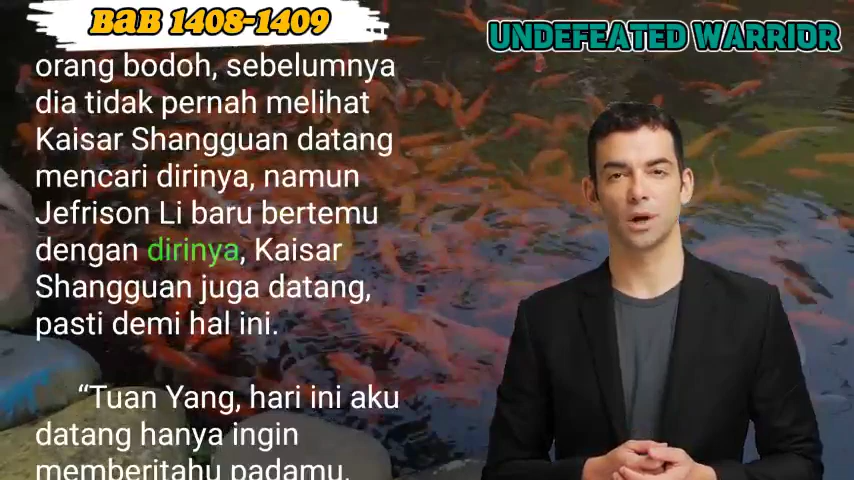 BAB 1408-1409
UNDEFEATED WARRIOR
orang bodoh, sebelumnya
dia tidak pernah melihat
Kaisar Shangguan datang
mencari dirinya, namun
Jefrison Li baru bertemu
dengan dirinya, Kaisar
Shangguan juga datang,
pasti demi hal ini.
“Tuan Yang, hari ini aku
datang hanya ingin
memberitahu padamu,